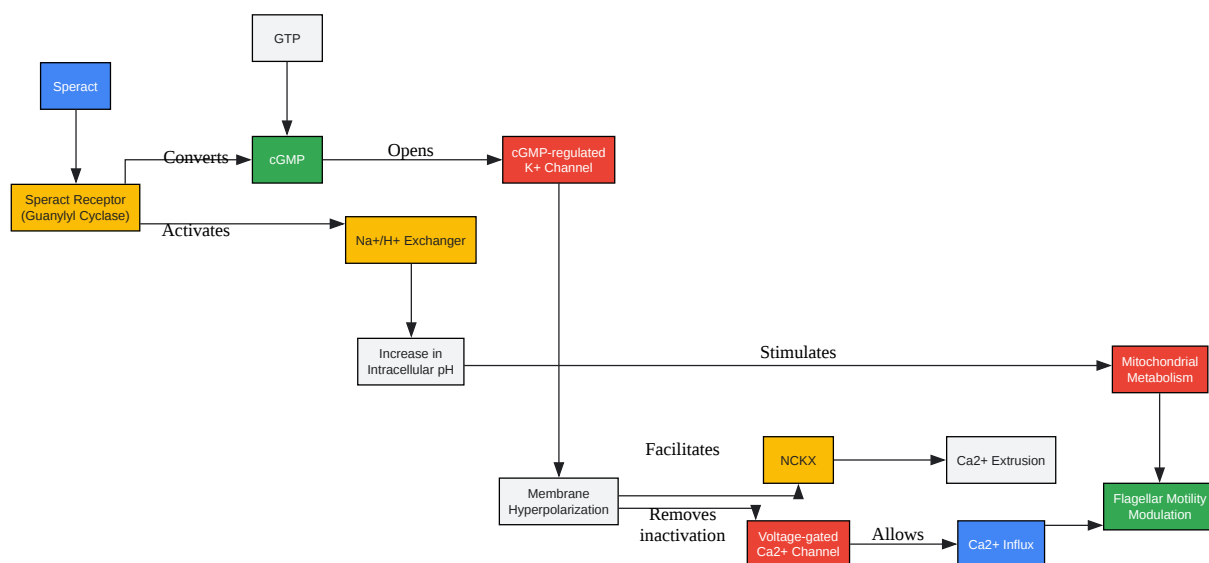 GTP
Speract
Converts
cGMP
Opens
cGMP-regulated
K+ Channel
Speract Receptor
(Guanylyl Cyclase)
Activates
Na+/H+ Exchanger
Increase in
Intracellular pH
Stimulates
Mitochondrial
Metabolism
Facilitates
NCKX
Ca2+ Extrusion
Membrane
Hyperpolarization
Removes
inactivation
Flagellar Motility
Modulation
Voltage-gated
Ca2+ Channel
Allows
Ca2+ Influx